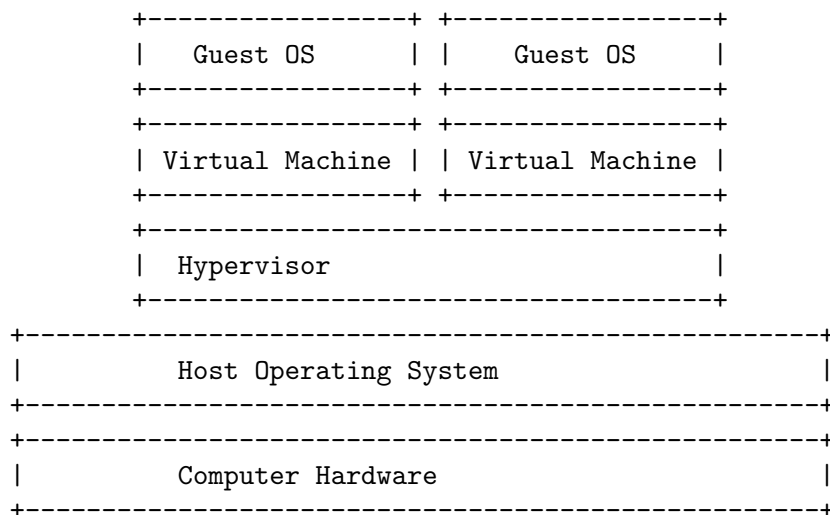 Guest OS Guest OS
Virtual Machine Virtual Machine
Hypervisor
Host Operating System
Computer Hardware